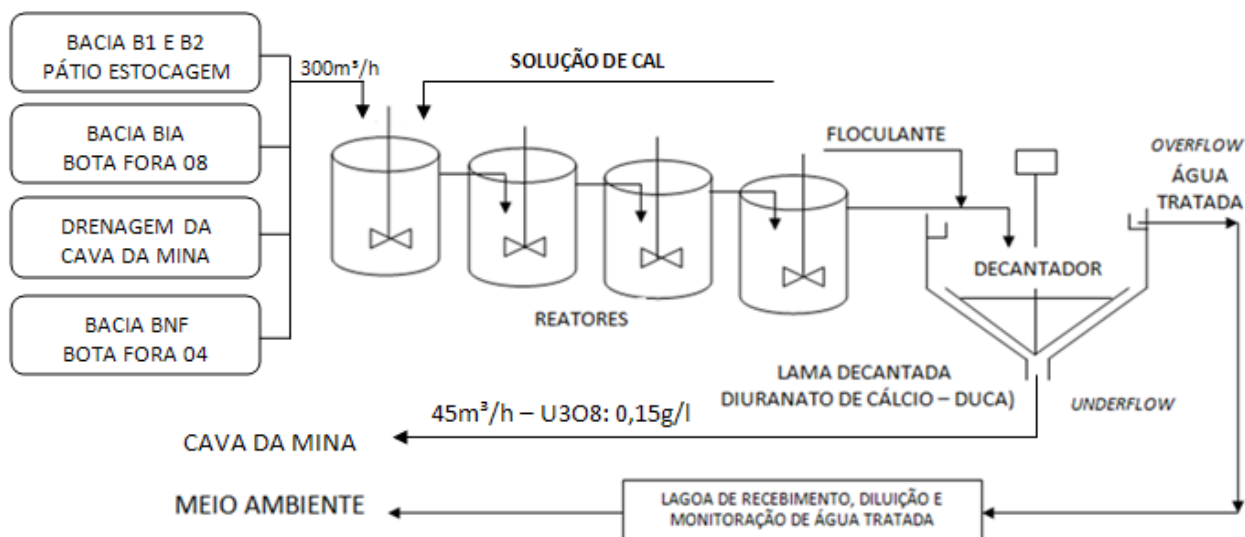 BACIA B1 E B2
PÁTIO ESTOCAGEM
BACIA BIA
BOTA FORA 08
DRENAGEM DA
CAVA DA MINA
BACIA BNF
BOTA FORA 04
300m³/h
SOLUÇÃO DE CAL
FLOCULANTE
OVERFLOW
ÁGUA
TRATADA
DECANTADOR
REATORES
LAMA DECANTADA
DIURANATO DE CÁLCIO – DUCA)
UNDERFLOW
45m³/h – U3O8: 0,15g/l
CAVA DA MINA
MEIO AMBIENTE
LAGOA DE RECEBIMENTO, DILUIÇÃO E
MONITORAÇÃO DE ÁGUA TRATADA